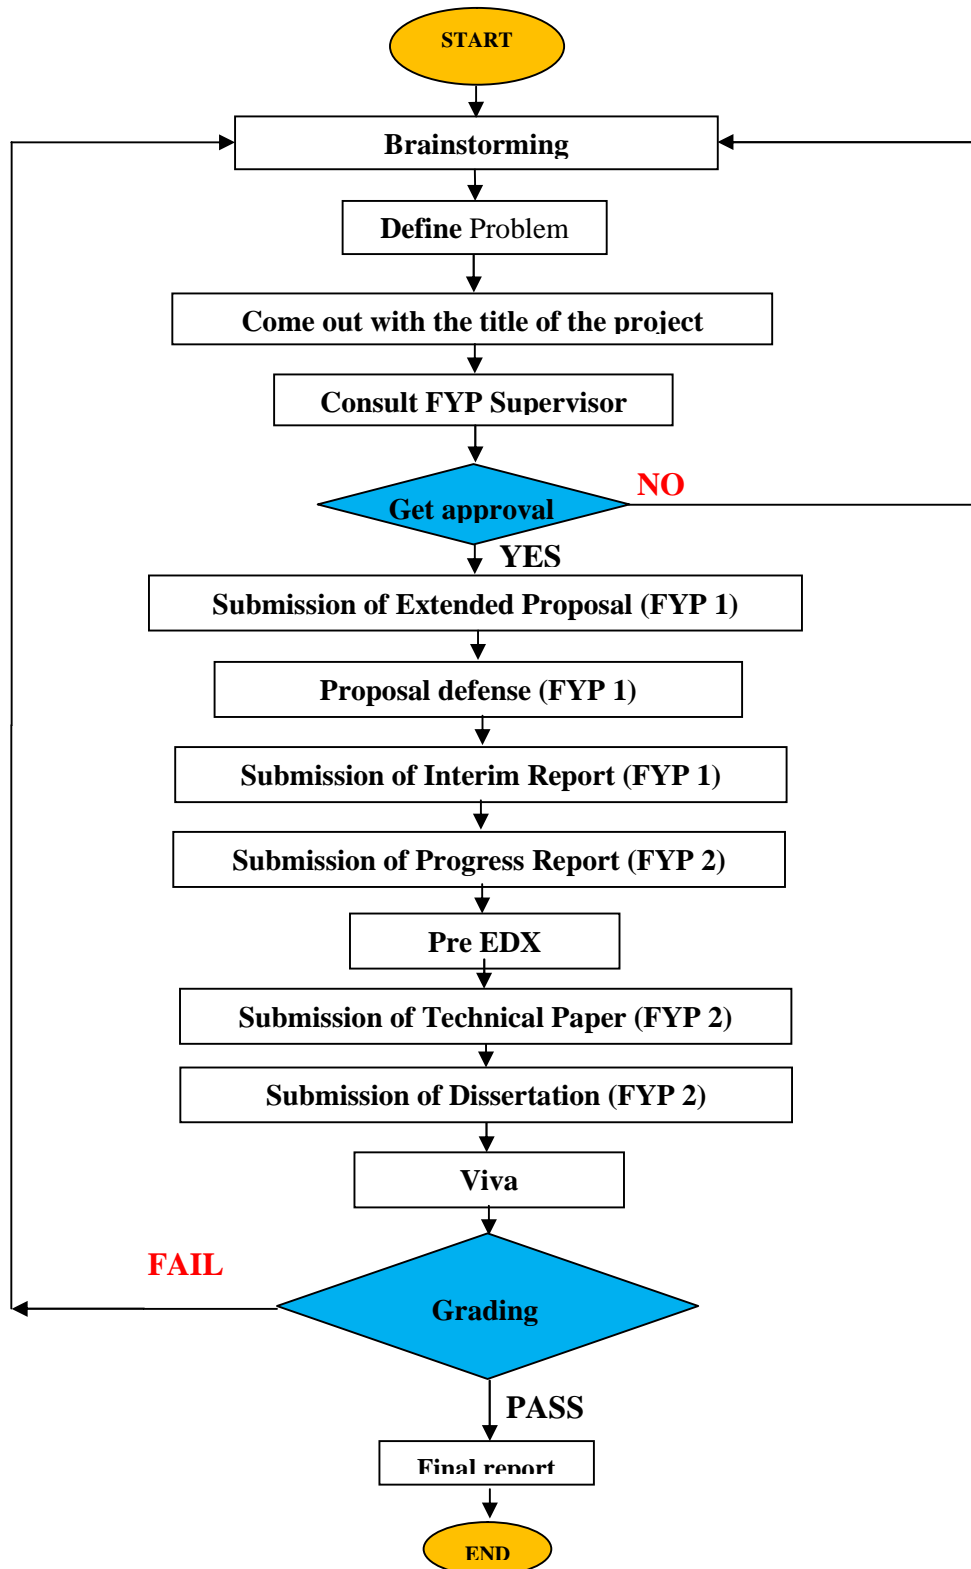 START
Brainstorming
Define Problem
Come out with the title of the project
Consult FYP Supervisor
Get approval
NO
YES
Submission of Extended Proposal (FYP 1)
Proposal defense (FYP 1)
Submission of Interim Report (FYP 1)
Submission of Progress Report (FYP 2)
Pre EDX
Submission of Technical Paper (FYP 2)
Submission of Dissertation (FYP 2)
Viva
FAIL
Grading
PASS
Final report
END